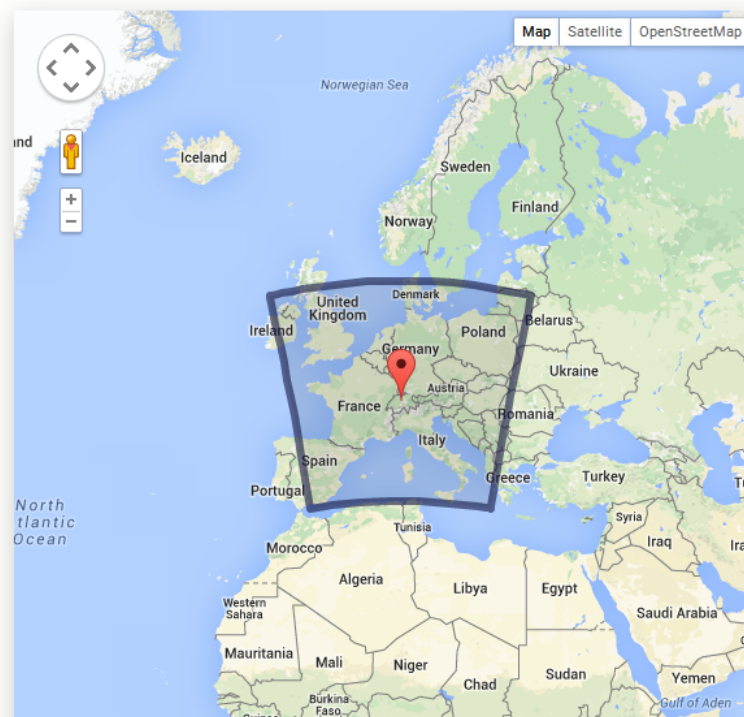 Map Satellite OpenStreetMap
Norwegian Sea
nd
Iceland
Sweden
Finland
Norway
Denmark
United
Kingdom
Ireland
Belarus
Poland
Germany
Ukraine
Austria
France
Romania
Italy
Spain
Greece
Turkey
Portugal
North
tlantic
Ocean
Syria
Tunisia
Iraq
Ira
Morocco
Algeria
Libya
Egypt
Western
Sahara
Saudi Arabia
Mauritania
Mali
Niger
Chad
Sudan
Yemen
Burkina
Faso
Gulf of Aden
+
−